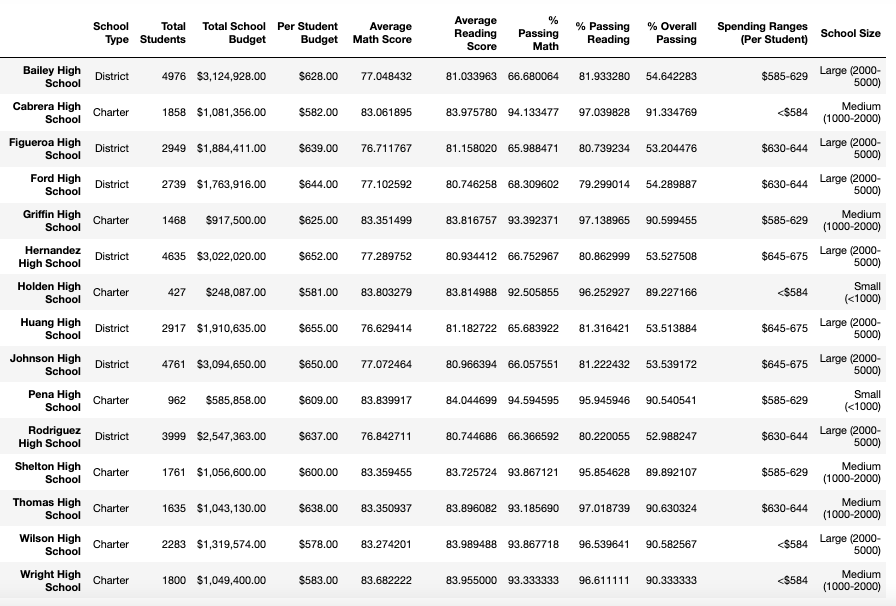 School Type Total Students Total School Budget Per Student Budget Average Math Score Average Reading Score % Passing Math % Passing Reading % Overall Passing Spending Ranges (Per Student) School Size
Bailey High School District 4976 $3,124,928.00 $628.00 77.048432 81.033963 66.680064 81.933280 54.642283 $585-629 Large (2000-5000)
Cabrera High School Charter 1858 $1,081,356.00 $582.00 83.061895 83.975780 94.133477 97.039828 91.334769 <$584 Medium (1000-2000)
Figueroa High School District 2949 $1,884,411.00 $639.00 76.711767 81.158020 65.988471 80.739234 53.204476 $630-644 Large (2000-5000)
Ford High School District 2739 $1,763,916.00 $644.00 77.102592 80.746258 68.309602 79.299014 54.289887 $630-644 Large (2000-5000)
Griffin High School Charter 1468 $917,500.00 $625.00 83.351499 83.816757 93.392371 97.138965 90.599455 $585-629 Medium (1000-2000)
Hernandez High School District 4635 $3,022,020.00 $652.00 77.289752 80.934412 66.752967 80.862999 53.527508 $645-675 Large (2000-5000)
Holden High School Charter 427 $248,087.00 $581.00 83.803279 83.814988 92.505855 96.252927 89.227166 <$584 Small (<1000)
Huang High School District 2917 $1,910,635.00 $655.00 76.629414 81.182722 65.683922 81.316421 53.513884 $645-675 Large (2000-5000)
Johnson High School District 4761 $3,094,650.00 $650.00 77.072464 80.966394 66.057551 81.222432 53.539172 $645-675 Large (2000-5000)
Pena High School Charter 962 $585,858.00 $609.00 83.839917 84.044699 94.594595 95.945946 90.540541 $585-629 Small (<1000)
Rodriguez High School District 3999 $2,547,363.00 $637.00 76.842711 80.744686 66.366592 80.220055 52.988247 $630-644 Large (2000-5000)
Shelton High School Charter 1761 $1,056,600.00 $600.00 83.359455 83.725724 93.867121 95.854628 89.892107 $585-629 Medium (1000-2000)
Thomas High School Charter 1635 $1,043,130.00 $638.00 83.350937 83.896082 93.185690 97.018739 90.630324 $630-644 Medium (1000-2000)
Wilson High School Charter 2283 $1,319,574.00 $578.00 83.274201 83.989488 93.867718 96.539641 90.582567 <$584 Large (2000-5000)
Wright High School Charter 1800 $1,049,400.00 $583.00 83.682222 83.955000 93.333333 96.611111 90.333333 <$584 Medium (1000-2000)